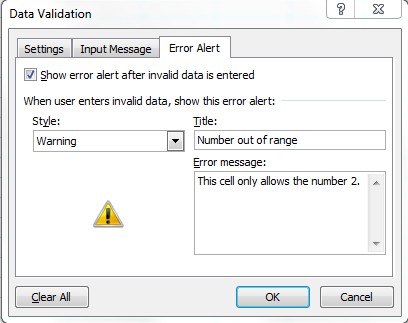 Data Validation
Settings
Input Message
Error Alert
Show error alert after invalid data is entered
When user enters invalid data, show this error alert:
Style:
Title:
Warning
Number out of range
Error message:
This cell only allows the number 2.
Clear All
OK
Cancel